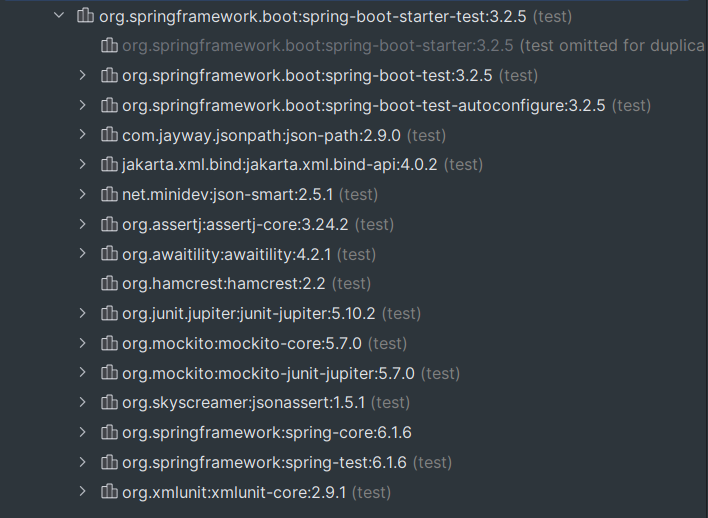 org.springframework.boot:spring-boot-starter-test:3.2.5 (test)
org.springframework.boot:spring-boot-starter:3.2.5 (test omitted for duplica
org.springframework.boot:spring-boot-test:3.2.5 (test)
org.springframework.boot:spring-boot-test-autoconfigure:3.2.5 (test)
com.jayway.jsonpath:json-path:2.9.0 (test)
jakarta.xml.bind:jakarta.xml.bind-api:4.0.2 (test)
net.minidev:json-smart:2.5.1 (test)
org.assertj:assertj-core:3.24.2 (test)
org.awaitility:awaitility:4.2.1 (test)
org.hamcrest:hamcrest:2.2 (test)
org.junit.jupiter:junit-jupiter:5.10.2 (test)
org.mockito:mockito-core:5.7.0 (test)
org.mockito:mockito-junit-jupiter:5.7.0 (test)
org.skyscreamer:jsonassert:1.5.1 (test)
org.springframework:spring-core:6.1.6
org.springframework:spring-test:6.1.6 (test)
org.xmlunit:xmlunit-core:2.9.1 (test)